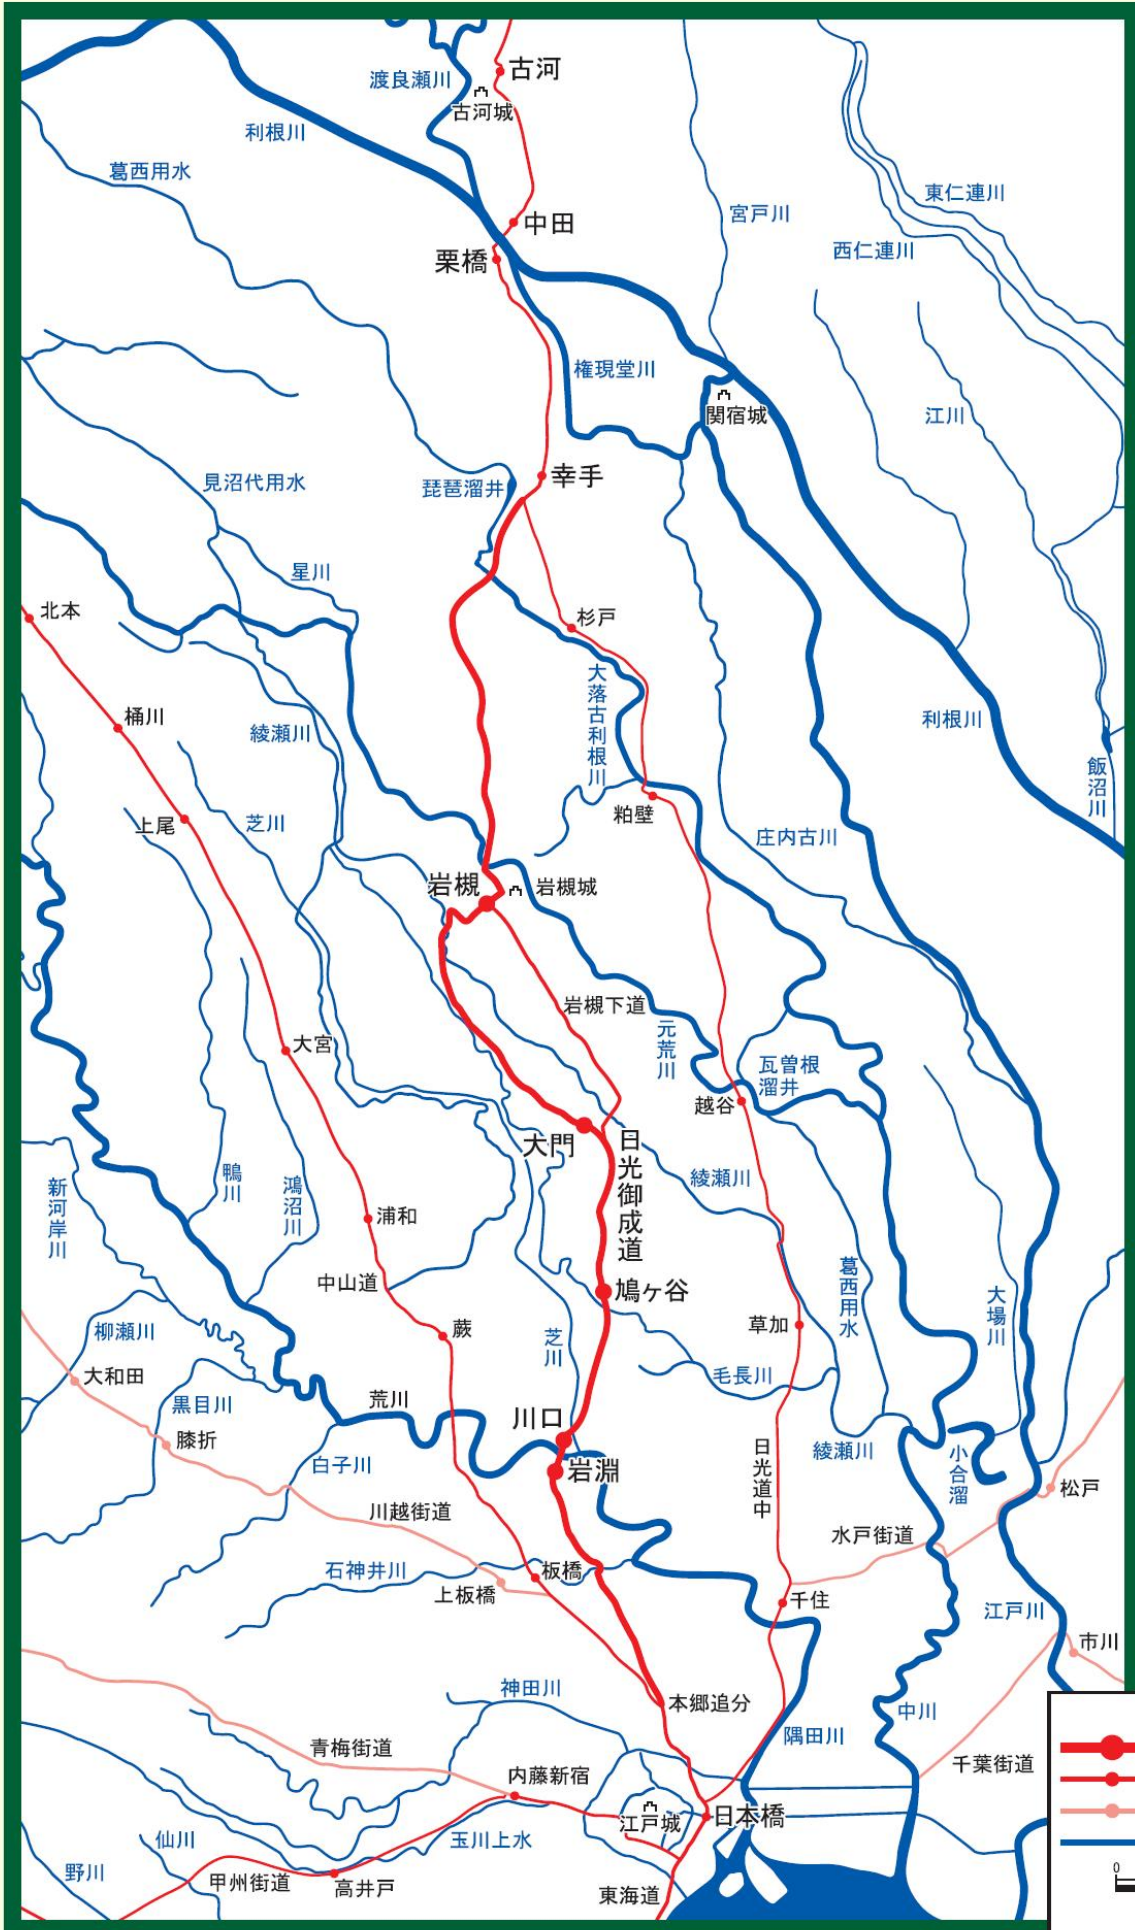 渡良瀬川
古河
古河城
利根川
葛西用水
東仁連川
宮戸川
中田
西仁連川
栗橋
権現堂川
関宿城
江川
見沼代用水
琵琶溜井
幸手
星川
北本
杉戸
大落古利根川
桶川
綾瀬川
利根川
飯沼川
上尾
芝川
粕壁
庄内古川
岩槻
岩槻城
岩槻下道
元荒川
大宮
瓦曽根
溜井
越谷
大門
日光御成道
綾瀬川
新河岸川
鴨川
鴻沼川
浦和
中山道
鳩ヶ谷
葛西用水
大場川
柳瀬川
蕨
芝川
草加
大和田
毛長川
黒目川
荒川
川口
膝折
白子川
岩淵
日光道中
綾瀬川
小合溜
松戸
川越街道
水戸街道
石神井川
板橋
上板橋
千住
江戸川
市川
神田川
本郷追分
中川
隅田川
青梅街道
千葉街道
内藤新宿
江戸城
日本橋
仙川
玉川上水
野川
甲州街道
高井戸
東海道
0